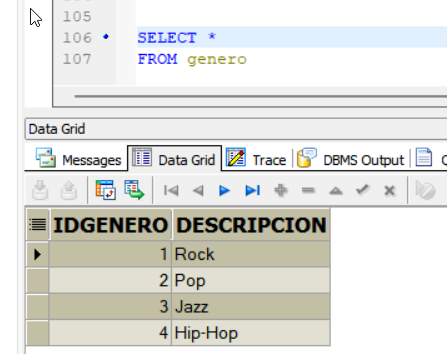 105
106 SELECT *
107 FROM genero
Data Grid
Messages Data Grid Trace DBMS Output
IDGENERO DESCRIPCION
1 Rock
2 Pop
3 Jazz
4 Hip-Hop